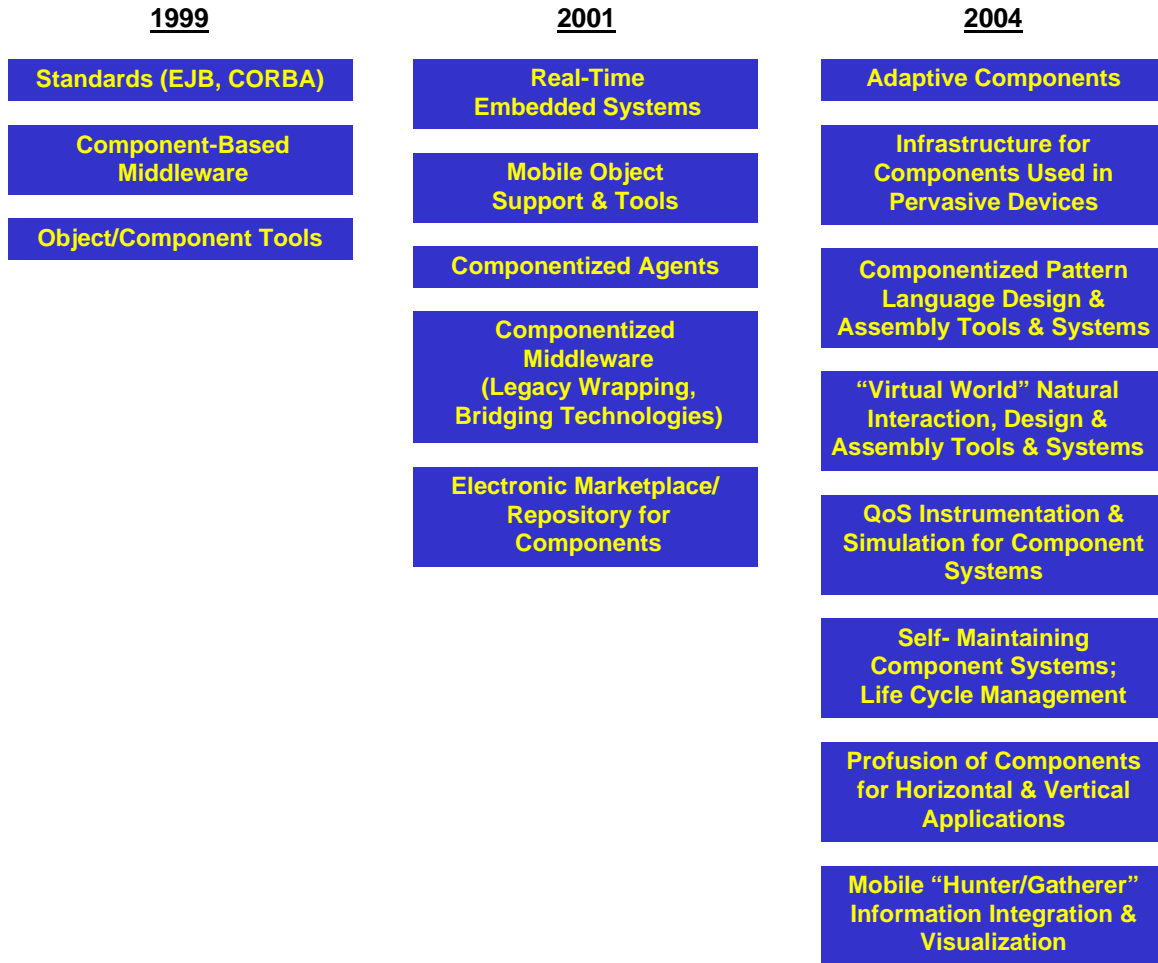 1999
Standards (EJB, CORBA)
Component-Based
Middleware
Object/Component Tools
2001
Real-Time
Embedded Systems
Mobile Object
Support & Tools
Componentized Agents
Componentized
Middleware
(Legacy Wrapping,
Bridging Technologies)
Electronic Marketplace/
Repository for
Components
2004
Adaptive Components
Infrastructure for
Components Used in
Pervasive Devices
Componentized Pattern
Language Design &
Assembly Tools & Systems
“Virtual World” Natural
Interaction, Design &
Assembly Tools & Systems
QoS Instrumentation &
Simulation for Component
Systems
Self- Maintaining
Component Systems;
Life Cycle Management
Profusion of Components
for Horizontal & Vertical
Applications
Mobile “Hunter/Gatherer”
Information Integration &
Visualization